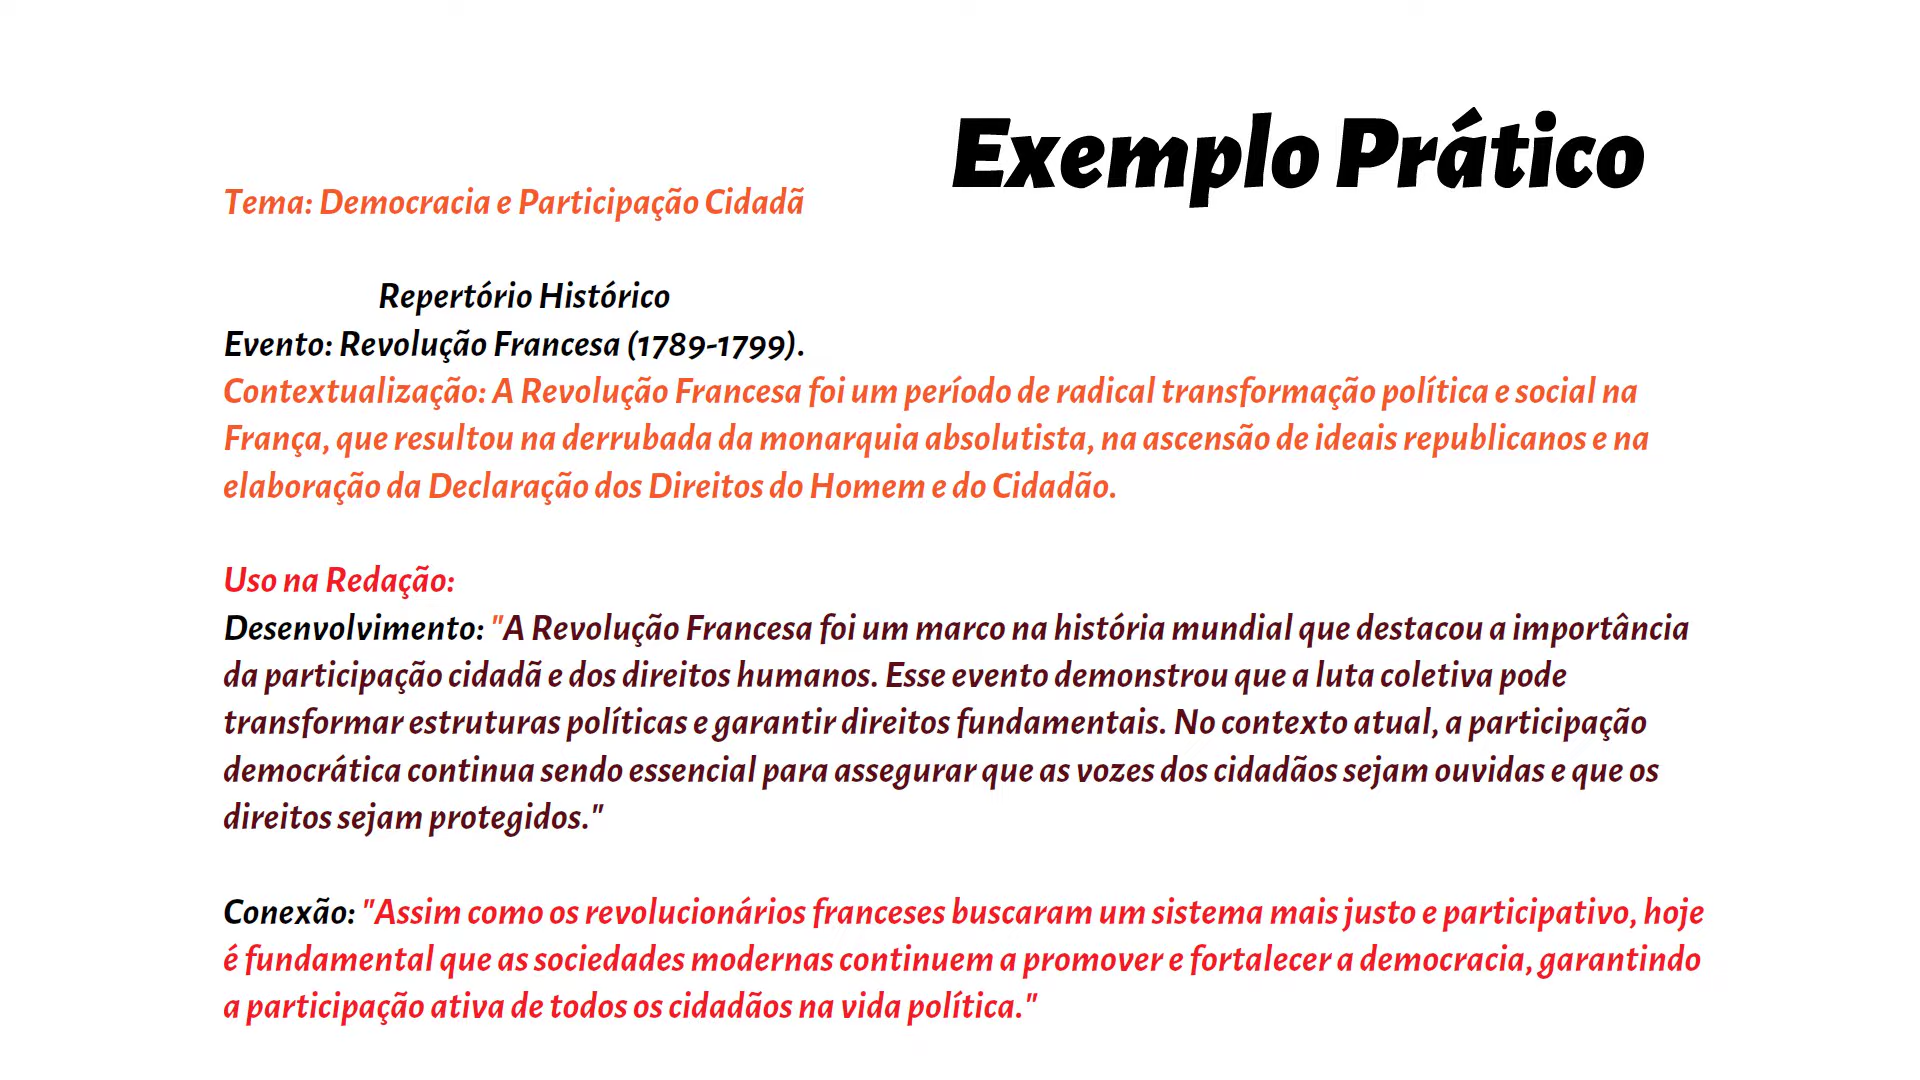 Exemplo Prático
Tema: Democracia e Participação Cidadã
Repertório Histórico
Evento: Revolução Francesa (1789-1799).
Contextualização: A Revolução Francesa foi um período de radical transformação política e social na
França, que resultou na derrubada da monarquia absolutista, na ascensão de ideais republicanos e na
elaboração da Declaração dos Direitos do Homem e do Cidadão.
Uso na Redação:
Desenvolvimento: "A Revolução Francesa foi um marco na história mundial que destacou a importância
da participação cidadã e dos direitos humanos. Esse evento demonstrou que a luta coletiva pode
transformar estruturas políticas e garantir direitos fundamentais. No contexto atual, a participação
democrática continua sendo essencial para assegurar que as vozes dos cidadãos sejam ouvidas e que os
direitos sejam protegidos."
Conexão: "Assim como os revolucionários franceses buscaram um sistema mais justo e participativo, hoje
é fundamental que as sociedades modernas continuem a promover e fortalecer a democracia, garantindo
a participação ativa de todos os cidadãos na vida política."